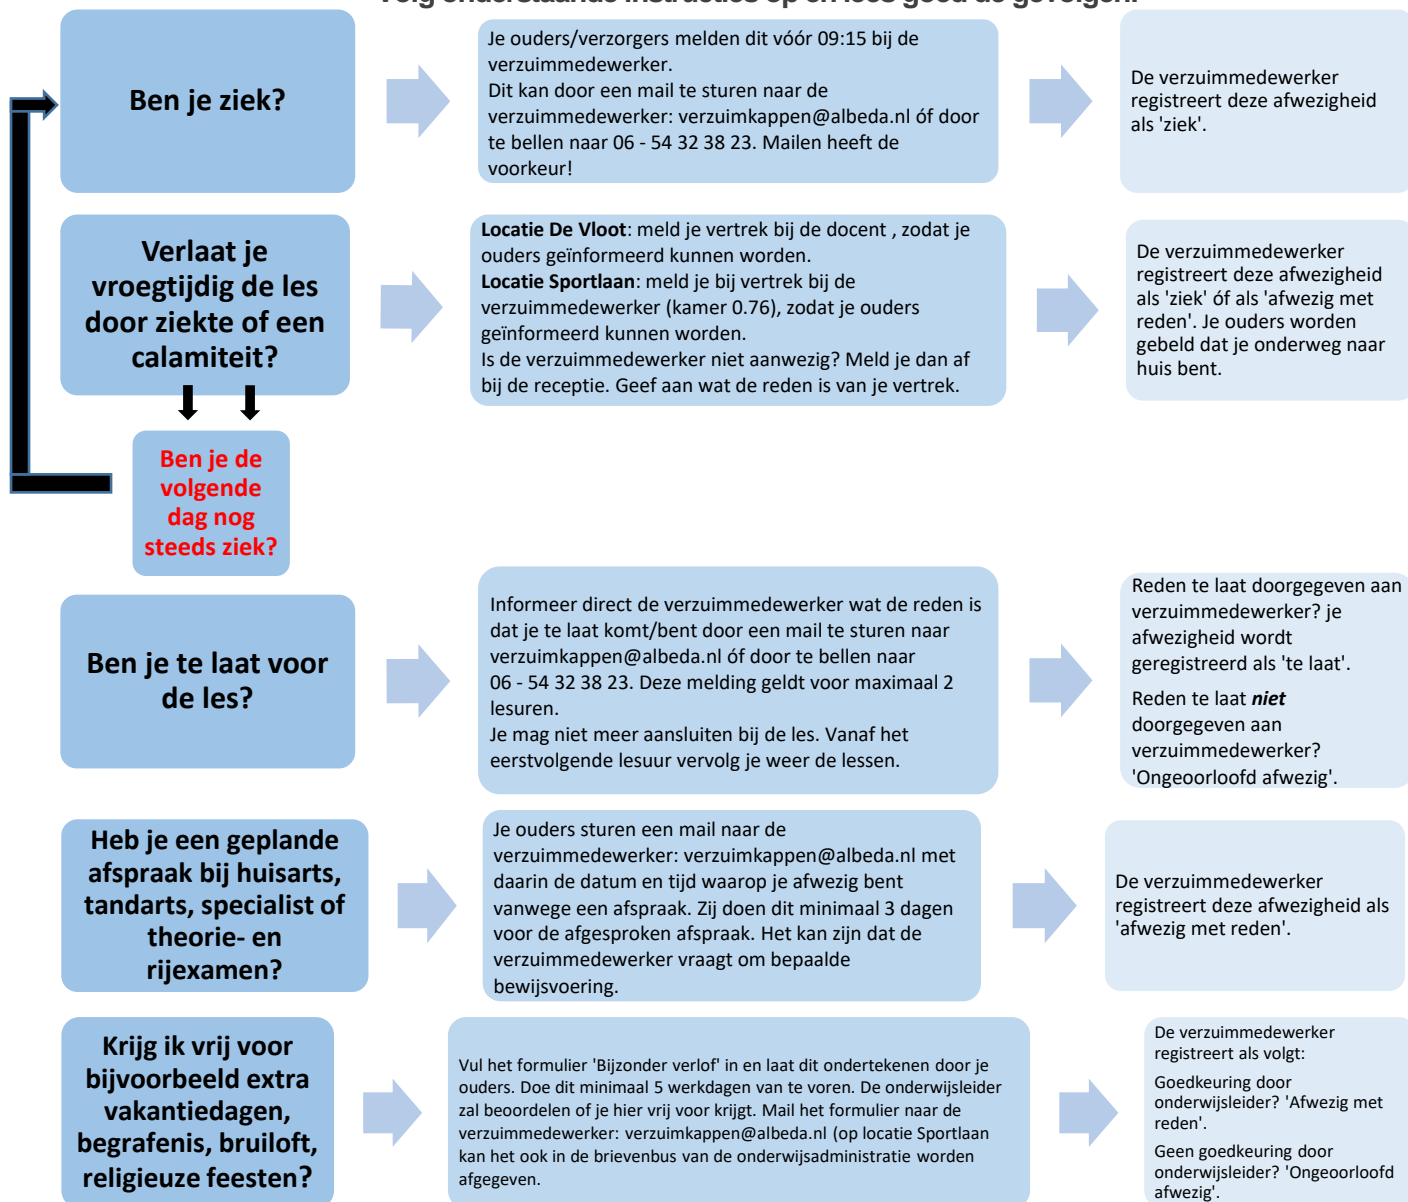 Volg onderstaande instructies op en lees goed de gevolgen!
Ben je ziek?
Je ouders/verzorgers melden dit vóór 09:15 bij de
verzuimmedewerker.
Dit kan door een mail te sturen naar de
verzuimmedewerker: verzuimkappen@albeda.nl óf door
te bellen naar 06 - 54 32 38 23. Mailen heeft de
voorkeur!
De verzuimmedewerker
registreert deze afwezigheid
als 'ziek'.
Verlaat je
vroegtijdig de les
door ziekte of een
calamiteit?
Locatie De Vloot: meld je vertrek bij de docent , zodat je
ouders geïnformeerd kunnen worden.
Locatie Sportlaan: meld je bij vertrek bij de
verzuimmedewerker (kamer 0.76), zodat je ouders
geïnformeerd kunnen worden.
Is de verzuimmedewerker niet aanwezig? Meld je dan af
bij de receptie. Geef aan wat de reden is van je vertrek.
De verzuimmedewerker
registreert deze afwezigheid
als 'ziek' óf als 'afwezig met
reden'. Je ouders worden
gebeld dat je onderweg naar
huis bent.
Ben je de
volgende
dag nog
steeds ziek?
Ben je te laat voor
de les?
Informeer direct de verzuimmedewerker wat de reden is
dat je te laat komt/bent door een mail te sturen naar
verzuimkappen@albeda.nl óf door te bellen naar
06 - 54 32 38 23. Deze melding geldt voor maximaal 2
lesuren.
Je mag niet meer aansluiten bij de les. Vanaf het
eerstvolgende lesuur vervolg je weer de lessen.
Reden te laat doorgegeven aan
verzuimmedewerker? je
afwezigheid wordt
geregistreerd als 'te laat'.
Reden te laat niet
doorgegeven aan
verzuimmedewerker?
'Ongeoorloofd afwezig'.
Heb je een geplande
afspraak bij huisarts,
tandarts, specialist of
theorie- en
rijexamen?
Je ouders sturen een mail naar de
verzuimmedewerker: verzuimkappen@albeda.nl met
daarin de datum en tijd waarop je afwezig bent
vanwege een afspraak. Zij doen dit minimaal 3 dagen
voor de afgesproken afspraak. Het kan zijn dat de
verzuimmedewerker vraagt om bepaalde
bewijsvoering.
De verzuimmedewerker
registreert deze afwezigheid als
'afwezig met reden'.
Krijg ik vrij voor
bijvoorbeeld extra
vakantiedagen,
begrafenis, bruiloft,
religieuze feesten?
Vul het formulier 'Bijzonder verlof' in en laat dit ondertekenen door je
ouders. Doe dit minimaal 5 werkdagen van te voren. De onderwijsleider
zal beoordelen of je hier vrij voor krijgt. Mail het formulier naar de
verzuimmedewerker: verzuimkappen@albeda.nl (op locatie Sportlaan
kan het ook in de brievenbus van de onderwijsadministratie worden
afgegeven.
De verzuimmedewerker
registreert als volgt:
Goedkeuring door
onderwijsleider? 'Afwezig met
reden'.
Geen goedkeuring door
onderwijsleider? 'Ongeoorloofd
afwezig'.